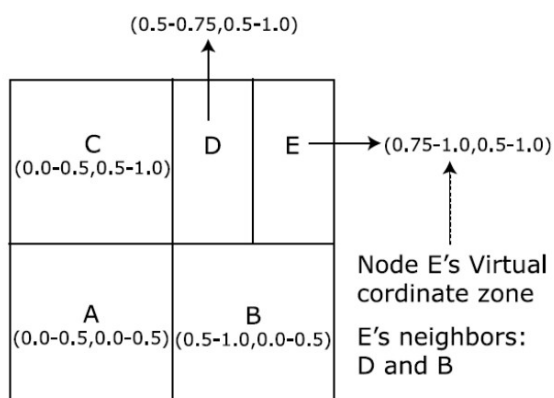 (0.5-0.75,0.5-1.0)
C
(0.0-0.5,0.5-1.0)
D
E
(0.75-1.0,0.5-1.0)
A
(0.0-0.5,0.0-0.5)
B
(0.5-1.0,0.0-0.5)
Node E's Virtual
cordinate zone
E's neighbors:
D and B